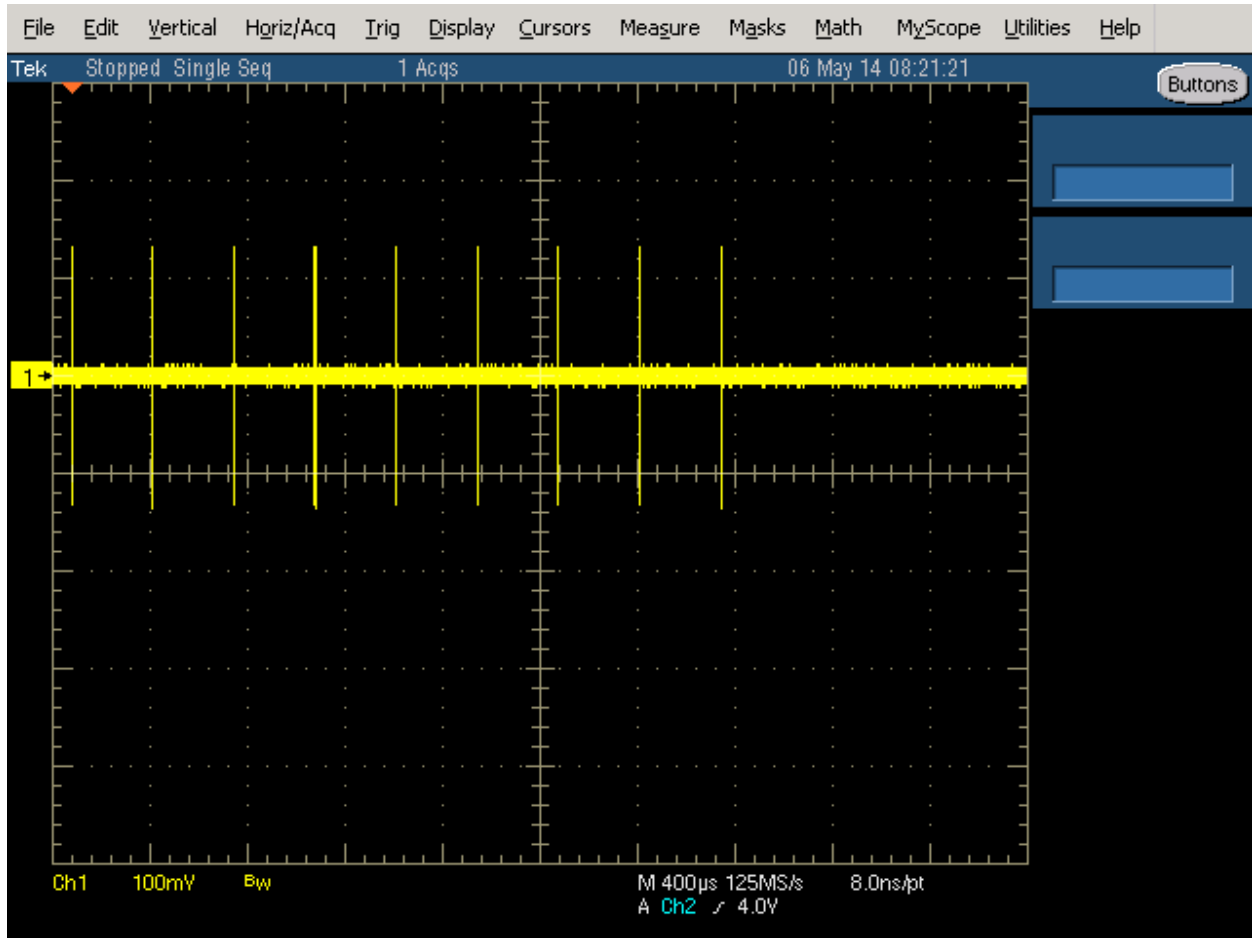 File Edit Vertical Horiz/Acq Trig Display Cursors Measure Masks Math MyScope Utilities Help
Tek Stopped Single Seq 1 Acqs 06 May 14 08:21:21 Buttons
1
Ch1 100mV Bw M 400µs 125MS/s 8.0ns/pt
A Ch2 4.0V